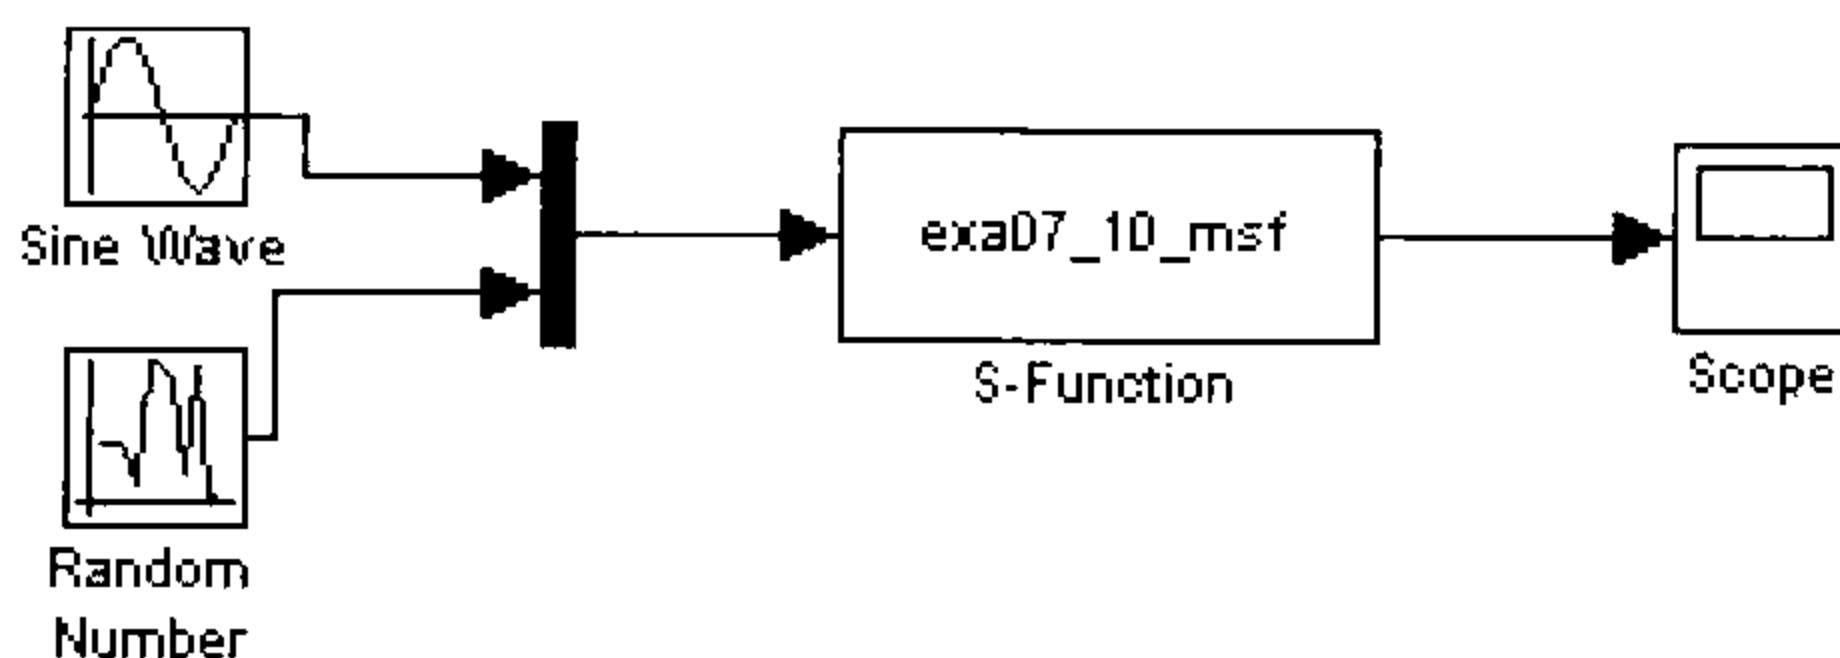 Sine Wave
exa07_10_msf
S-Function
Scope
Random
Number